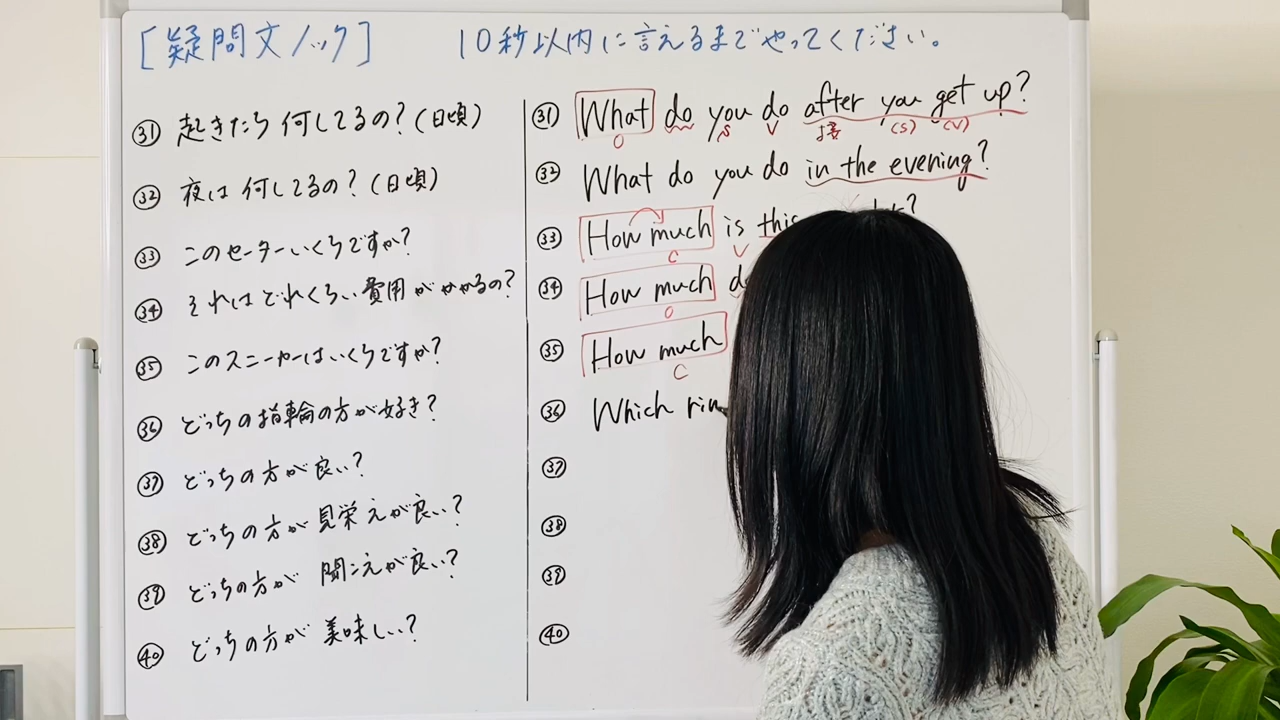 [疑問文ノック] 10秒以内に言えるまでやってください。
㉛ 起きたら何してるの?(日頃)
㉜ 夜は何してるの?(日頃)
㉝ このセーターいくらですか?
㉞ それはどれくらい費用がかかるの?
㉟ このスニーカーはいくらですか?
㊱ どっちの指輪の方が好き?
㊲ どっちの方が良い?
㊳ どっちの方が見栄えが良い?
㊴ どっちの方が聞こえが良い?
㊵ どっちの方が美味しい?
㉛ What do you do after you get up?
O S V 接 (S) (V)
㉜ What do you do in the evening?
㉝ How much is this
C V
㉞ How much
O
㉟ How much
C
㊱ Which
㊲
㊳
㊴
㊵